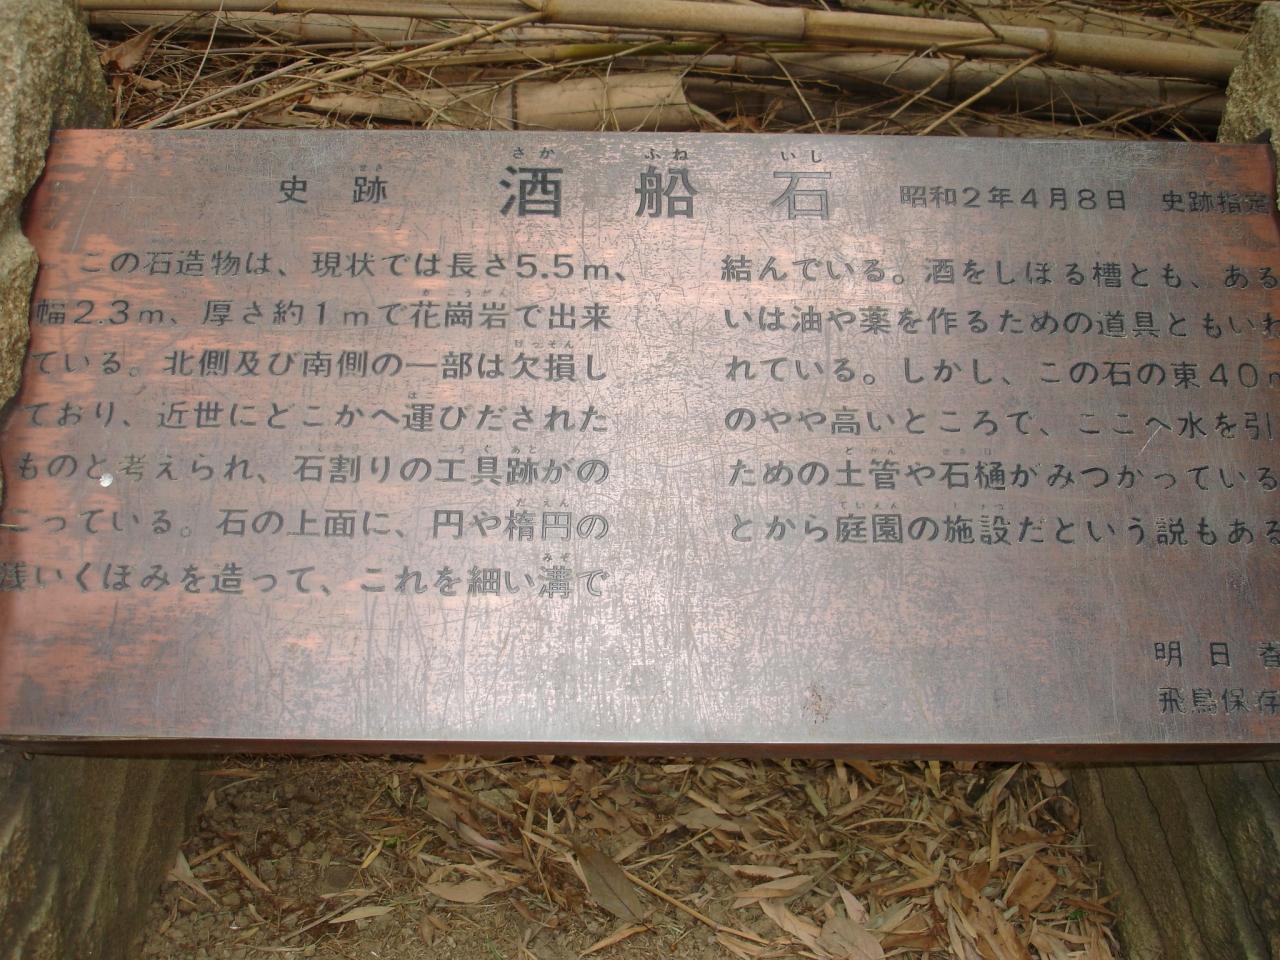 史跡 酒船石 昭和2年4月8日 史跡指定
せき さか ふね いし
この石造物は、現状では長さ5.5m、
幅2.3m、厚さ約1mで花崗岩で出来
ている。北側及び南側の一部は欠損し
ており、近世にどこかへ運びだされた
ものと考えられ、石割りの工具跡がの
こっている。石の上面に、円や楕円の
浅いくぼみを造って、これを細い溝で
結んでいる。酒をしぼる槽とも、ある
いは油や薬を作るための道具ともいわ
れている。しかし、この石の東40m
のやや高いところで、ここへ水を引
ための土管や石樋がみつかっている
とから庭園の施設だという説もある
明日香
飛鳥保存